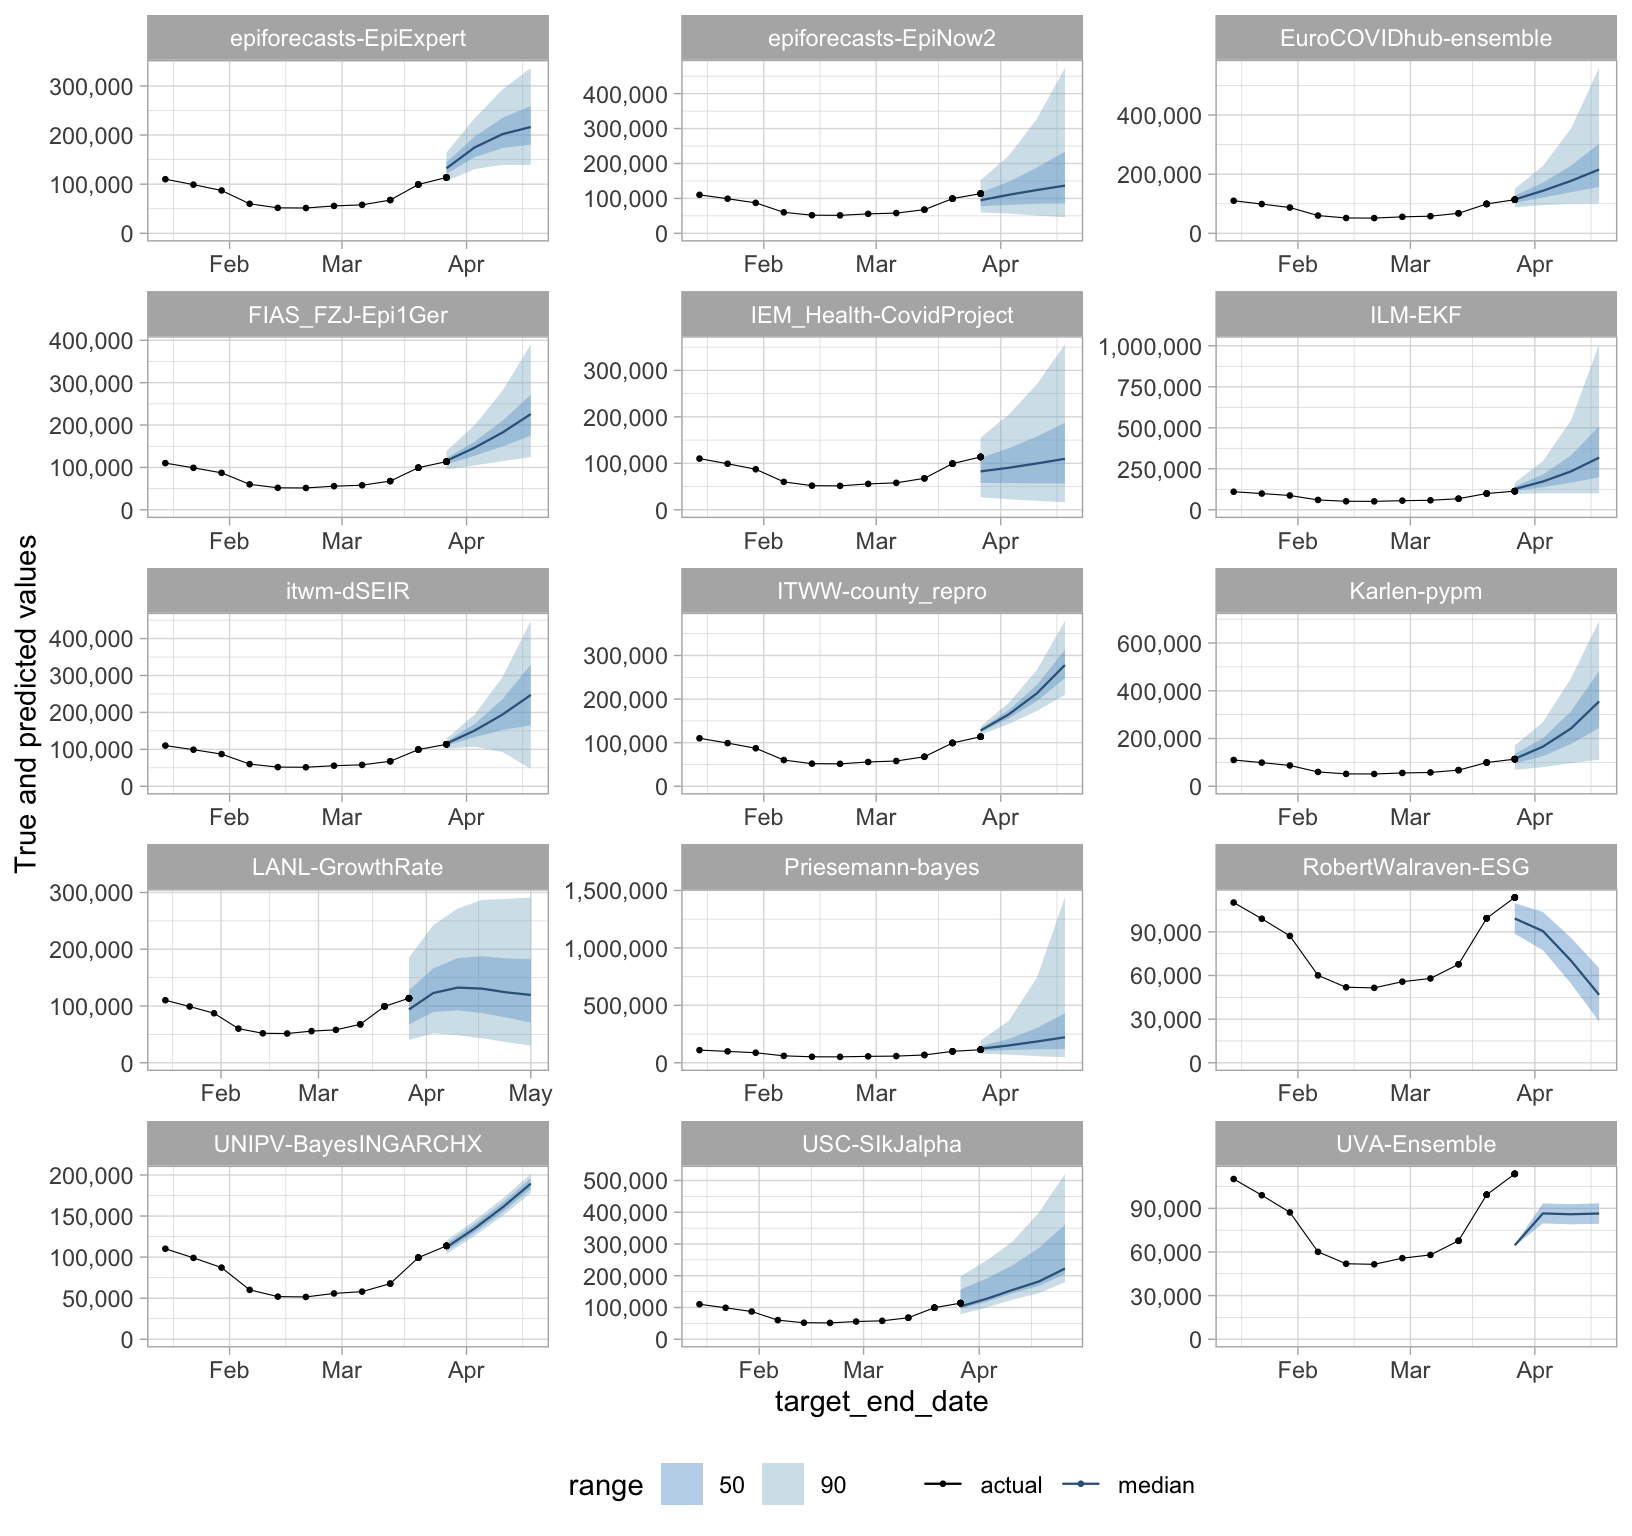 epiforecasts-EpiExpert epiforecasts-EpiNow2 EuroCOVIDhub-ensemble
300,000
200,000
100,000
0
Feb Mar Apr
400,000
300,000
200,000
100,000
0
Feb Mar Apr
400,000
200,000
0
Feb Mar Apr
FIAS_FZJ-Epi1Ger IEM_Health-CovidProject ILM-EKF
400,000
300,000
200,000
100,000
0
Feb Mar Apr
300,000
200,000
100,000
0
Feb Mar Apr
1,000,000
750,000
500,000
250,000
0
Feb Mar Apr
True and predicted values
itwm-dSEIR ITWW-county_repro Karlen-pypm
400,000
300,000
200,000
100,000
0
Feb Mar Apr
300,000
200,000
100,000
0
Feb Mar Apr
600,000
400,000
200,000
0
Feb Mar Apr
LANL-GrowthRate Priesemann-bayes RobertWalraven-ESG
300,000
200,000
100,000
0
Feb Mar Apr May
1,500,000
1,000,000
500,000
0
Feb Mar Apr
90,000
60,000
30,000
0
Feb Mar Apr
UNIPV-BayesINGARCHX USC-SIkJalpha UVA-Ensemble
200,000
150,000
100,000
50,000
0
Feb Mar Apr
500,000
400,000
300,000
200,000
100,000
0
Feb Mar Apr
90,000
60,000
30,000
0
Feb Mar Apr
target_end_date
range 50 90 actual median